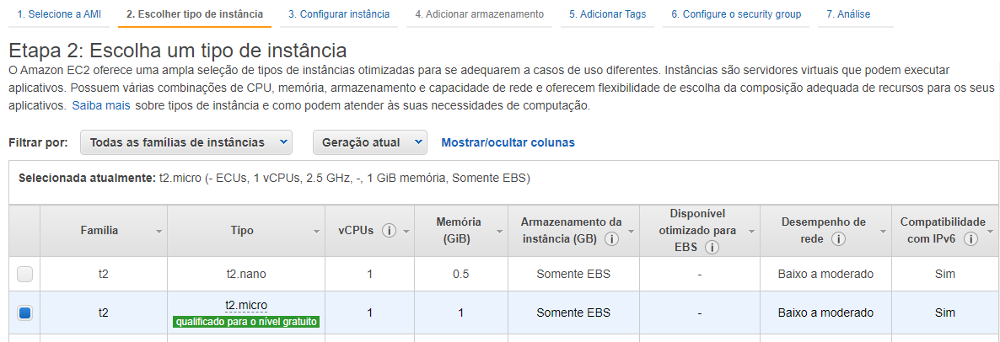 1. Selecione a AMI 2. Escolher tipo de instância 3. Configurar instância 4. Adicionar armazenamento 5. Adicionar Tags 6. Configure o security group 7. Análise
Etapa 2: Escolha um tipo de instância
O Amazon EC2 oferece uma ampla seleção de tipos de instâncias otimizadas para se adequarem a casos de uso diferentes. Instâncias são servidores virtuais que podem executar
aplicativos. Possuem várias combinações de CPU, memória, armazenamento e capacidade de rede e oferecem flexibilidade de escolha da composição adequada de recursos para os seus
aplicativos. Saiba mais sobre tipos de instância e como podem atender às suas necessidades de computação.
Filtrar por: Todas as famílias de instâncias Geração atual Mostrar/ocultar colunas
Selecionada atualmente: t2.micro (- ECUs, 1 vCPUs, 2.5 GHz, -, 1 GiB memória, Somente EBS)
Família Tipo vCPUs Memória (GiB) Armazenamento da instância (GB) Disponível otimizado para EBS Desempenho de rede Compatibilidade com IPv6
t2 t2.nano 1 0.5 Somente EBS - Baixo a moderado Sim
t2 t2.micro 1 1 Somente EBS - Baixo a moderado Sim
qualificado para o nível gratuito